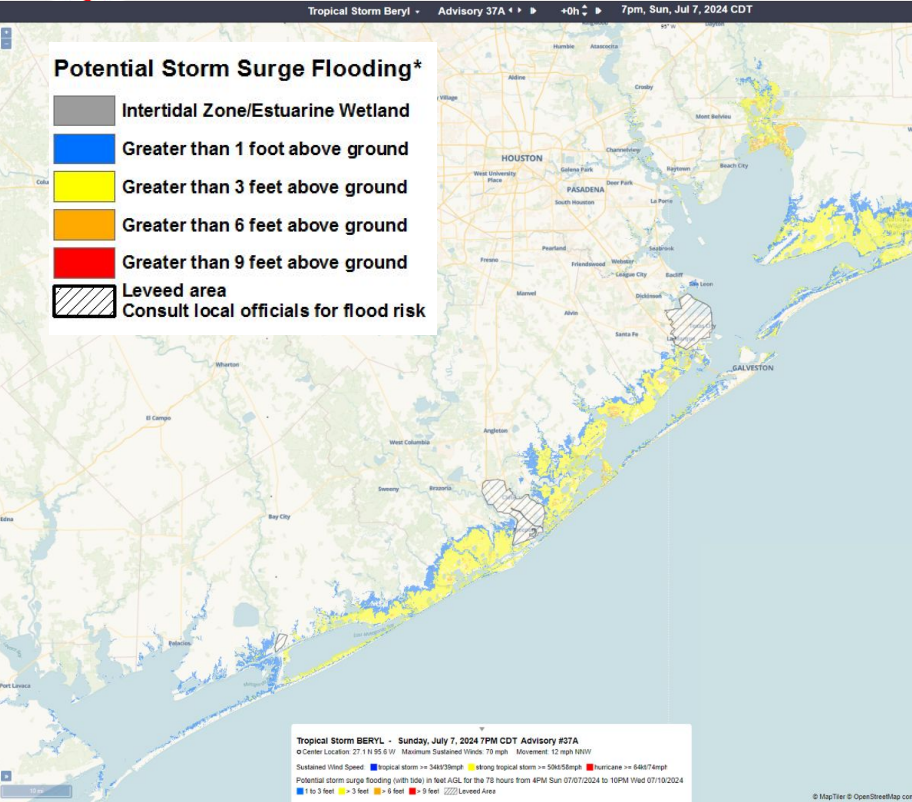 Tropical Storm Beryl
Advisory 37A
+0h
7pm, Sun, Jul 7, 2024 CDT
Potential Storm Surge Flooding*
Intertidal Zone/Estuarine Wetland
Greater than 1 foot above ground
Greater than 3 feet above ground
Greater than 6 feet above ground
Greater than 9 feet above ground
Leveed area
Consult local officials for flood risk
95° W
Dayton
Humble
Atascocita
Aldine
Crosby
Village
Mont Belvieu
HOUSTON
Channelview
West University
Place
Galena Park
Baytown
Beach City
PASADENA
Deer Park
South Houston
La Porte
Pearland
Seabrook
Fresno
Friendswood
Webster
League City
Bacliff
San Leon
Manvel
Dickinson
Alvin
Texas City
Santa Fe
La Marque
Wharton
GALVESTON
El Campo
Angleton
West Columbia
Sweeny
Brazoria
Bay City
Palacios
Port Lavaca
Tropical Storm BERYL - Sunday, July 7, 2024 7PM CDT Advisory #37A
Center Location: 27.1 N 95.6 W Maximum Sustained Winds: 70 mph Movement: 12 mph NNW
Sustained Wind Speed: tropical storm >= 34kt/39mph strong tropical storm >= 50kt/58mph hurricane >= 64kt/74mph
Potential storm surge flooding (with tide) in feet AGL for the 78 hours from 4PM Sun 07/07/2024 to 10PM Wed 07/10/2024
1 to 3 feet > 3 feet > 6 feet > 9 feet Leveed Area
© MapTiler © OpenStreetMap con